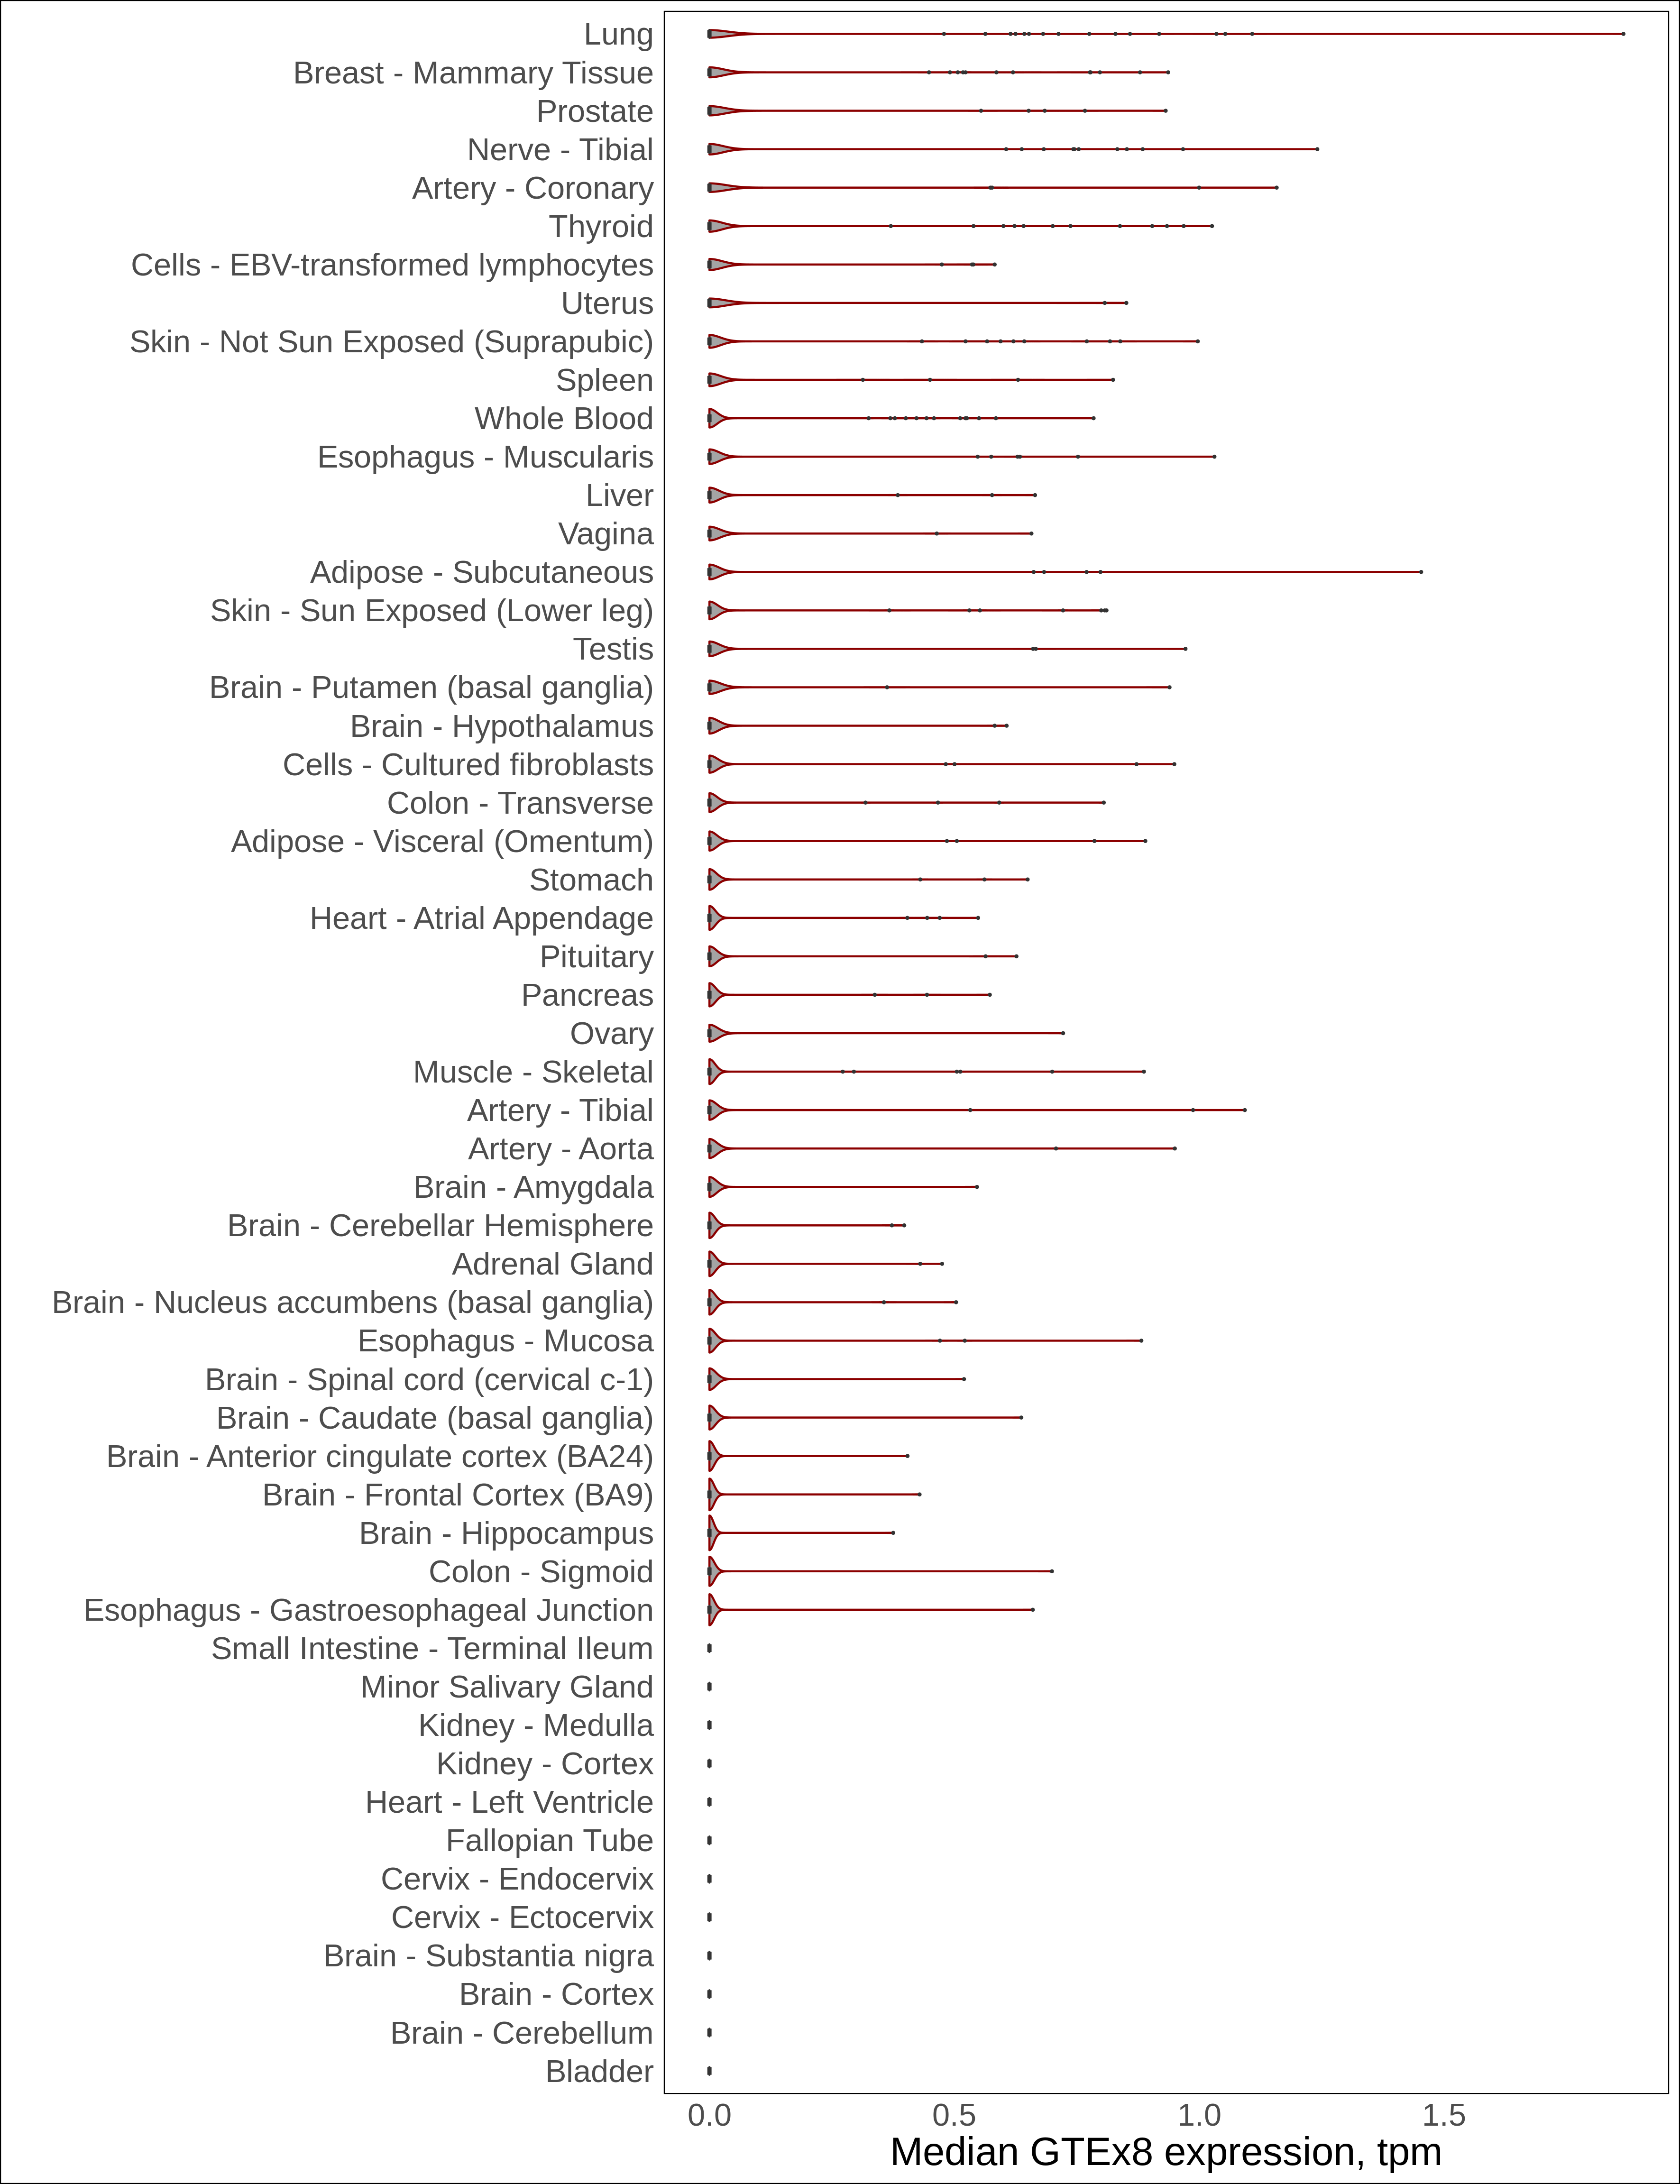 Lung
Breast - Mammary Tissue
Prostate
Nerve - Tibial
Artery - Coronary
Thyroid
Cells - EBV-transformed lymphocytes
Uterus
Skin - Not Sun Exposed (Suprapubic)
Spleen
Whole Blood
Esophagus - Muscularis
Liver
Vagina
Adipose - Subcutaneous
Skin - Sun Exposed (Lower leg)
Testis
Brain - Putamen (basal ganglia)
Brain - Hypothalamus
Cells - Cultured fibroblasts
Colon - Transverse
Adipose - Visceral (Omentum)
Stomach
Heart - Atrial Appendage
Pituitary
Pancreas
Ovary
Muscle - Skeletal
Artery - Tibial
Artery - Aorta
Brain - Amygdala
Brain - Cerebellar Hemisphere
Adrenal Gland
Brain - Nucleus accumbens (basal ganglia)
Esophagus - Mucosa
Brain - Spinal cord (cervical c-1)
Brain - Caudate (basal ganglia)
Brain - Anterior cingulate cortex (BA24)
Brain - Frontal Cortex (BA9)
Brain - Hippocampus
Colon - Sigmoid
Esophagus - Gastroesophageal Junction
Small Intestine - Terminal Ileum
Minor Salivary Gland
Kidney - Medulla
Kidney - Cortex
Heart - Left Ventricle
Fallopian Tube
Cervix - Endocervix
Cervix - Ectocervix
Brain - Substantia nigra
Brain - Cortex
Brain - Cerebellum
Bladder
0.0 0.5 1.0 1.5
Median GTEx8 expression, tpm